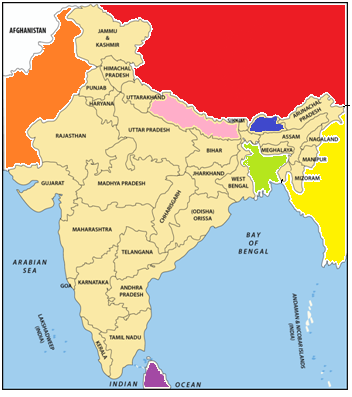 AFGHANISTAN
JAMMU
&
KASHMIR
HIMACHAL
PRADESH
PUNJAB
UTTARAKHAND
HARYANA
ARUNACHAL
PRADESH
RAJASTHAN
UTTAR PRADESH
ASSAM
NAGALAND
BIHAR
MEGHALAYA
MANIPUR
JHARKHAND
WEST
BENGAL
MIZORAM
GUJARAT
MADHYA PRADESH
CHHATTISGARH
(ODISHA)
ORISSA
MAHARASHTRA
BAY
OF
BENGAL
TELANGANA
ARABIAN
SEA
GOA
KARNATAKA
ANDHRA
PRADESH
ANDAMAN & NICOBAR ISLANDS
(INDIA)
LAKSHADWEEP
(INDIA)
KERALA
TAMIL NADU
INDIAN OCEAN